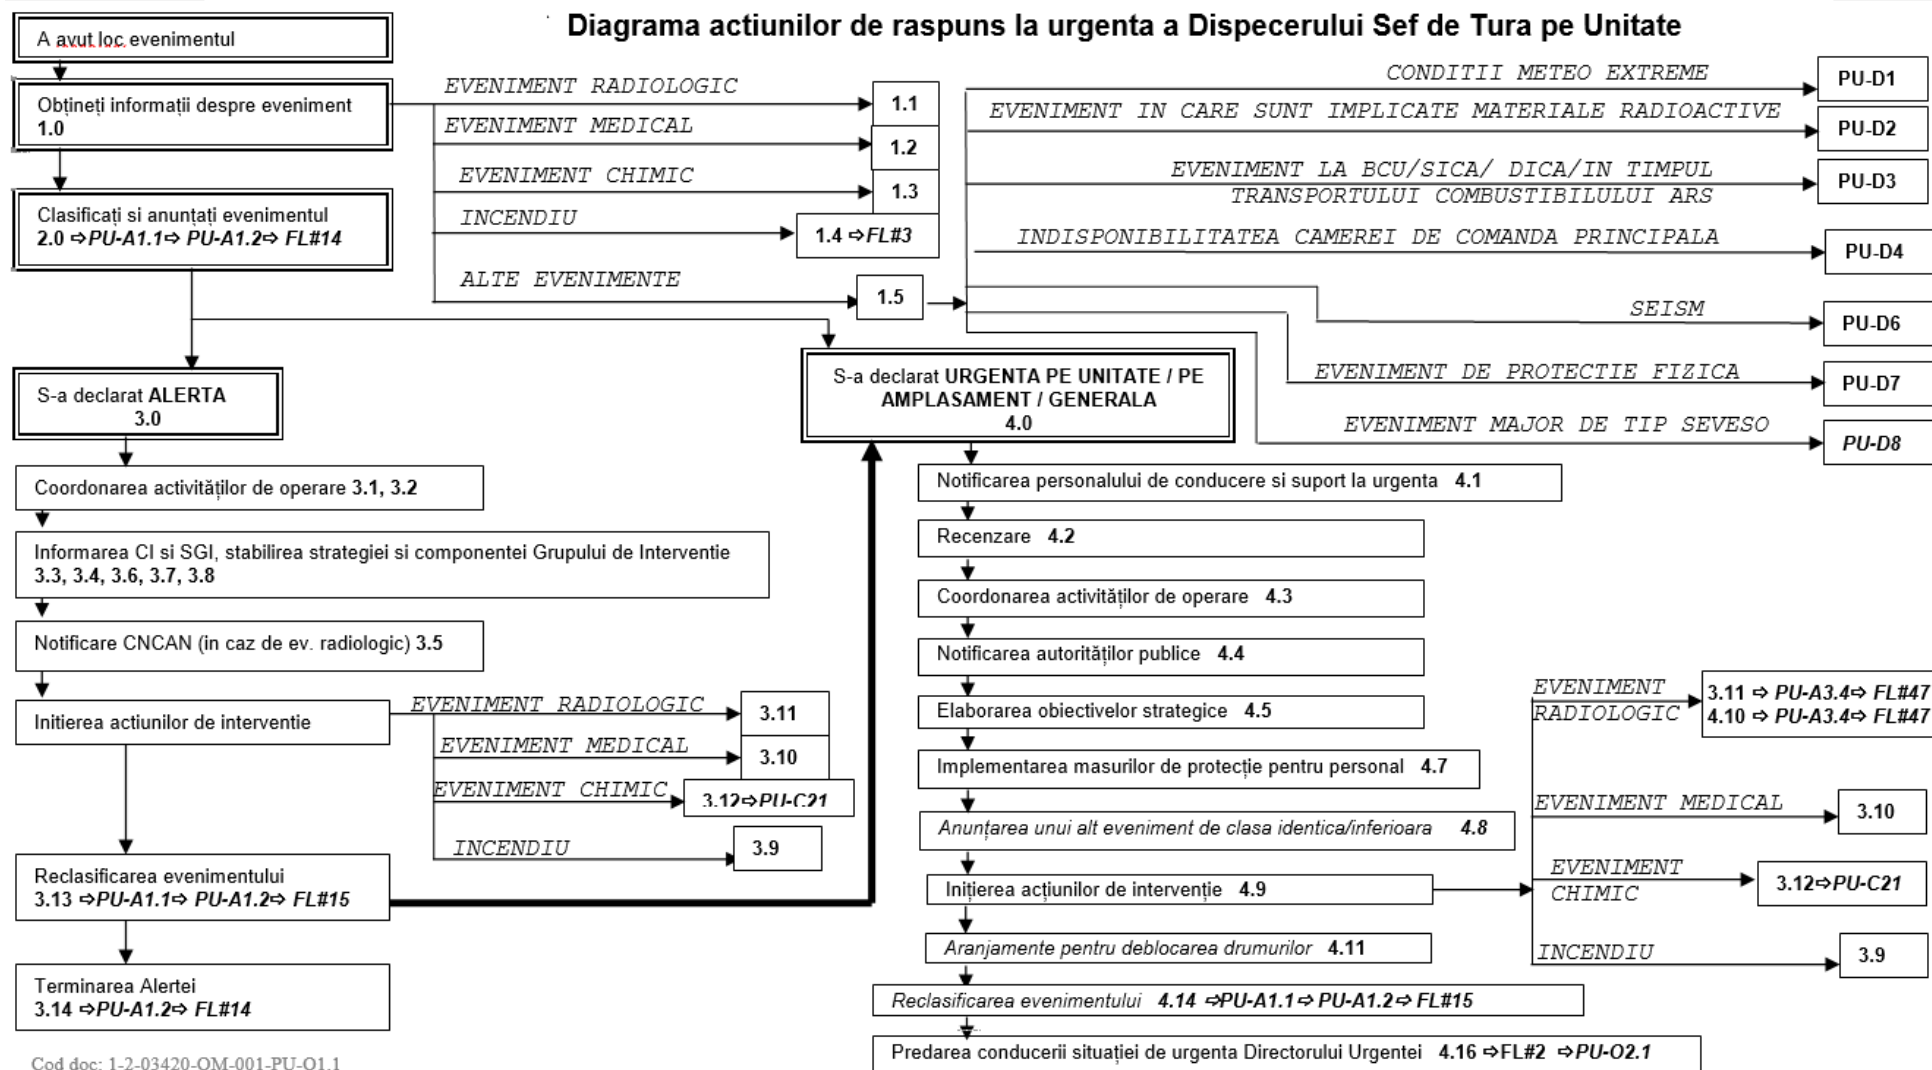 Diagrama actiunilor de raspuns la urgenta a Dispecerului Sef de Tura pe Unitate
A avut loc evenimentul
Obțineți informații despre eveniment
1.0
Clasificați si anunțati evenimentul
2.0 ⇨PU-A1.1⇨ PU-A1.2⇨ FL#14
EVENIMENT RADIOLOGIC
1.1
EVENIMENT MEDICAL
1.2
EVENIMENT CHIMIC
1.3
INCENDIU
1.4 ⇨FL#3
ALTE EVENIMENTE
1.5
CONDITII METEO EXTREME
PU-D1
EVENIMENT IN CARE SUNT IMPLICATE MATERIALE RADIOACTIVE
PU-D2
EVENIMENT LA BCU/SICA/ DICA/IN TIMPUL
TRANSPORTULUI COMBUSTIBILULUI ARS
PU-D3
INDISPONIBILITATEA CAMEREI DE COMANDA PRINCIPALA
PU-D4
SEISM
PU-D6
EVENIMENT DE PROTECTIE FIZICA
PU-D7
EVENIMENT MAJOR DE TIP SEVESO
PU-D8
S-a declarat ALERTA
3.0
Coordonarea activităților de operare 3.1, 3.2
Informarea CI si SGI, stabilirea strategiei si componentei Grupului de Interventie
3.3, 3.4, 3.6, 3.7, 3.8
Notificare CNCAN (in caz de ev. radiologic) 3.5
Initierea actiunilor de interventie
EVENIMENT RADIOLOGIC
3.11
EVENIMENT MEDICAL
3.10
EVENIMENT CHIMIC
3.12⇨PU-C21
INCENDIU
3.9
Reclasificarea evenimentului
3.13 ⇨PU-A1.1⇨ PU-A1.2⇨ FL#15
Terminarea Alertei
3.14 ⇨PU-A1.2⇨ FL#14
S-a declarat URGENTA PE UNITATE / PE
AMPLASAMENT / GENERALA
4.0
Notificarea personalului de conducere si suport la urgenta 4.1
Recenzare 4.2
Coordonarea activităților de operare 4.3
Notificarea autorităților publice 4.4
Elaborarea obiectivelor strategice 4.5
Implementarea masurilor de protecție pentru personal 4.7
Anunțarea unui alt eveniment de clasa identica/inferioara 4.8
Inițierea acțiunilor de intervenție 4.9
EVENIMENT
RADIOLOGIC
3.11 ⇨ PU-A3.4⇨ FL#47
4.10 ⇨ PU-A3.4⇨ FL#47
EVENIMENT MEDICAL
3.10
EVENIMENT
CHIMIC
3.12⇨PU-C21
INCENDIU
3.9
Aranjamente pentru deblocarea drumurilor 4.11
Reclasificarea evenimentului 4.14 ⇨PU-A1.1⇨ PU-A1.2⇨ FL#15
Predarea conducerii situației de urgenta Directorului Urgentei 4.16 ⇨FL#2 ⇨PU-O2.1
Cod doc: 1-2-03420-OM-001-PU-O1.1